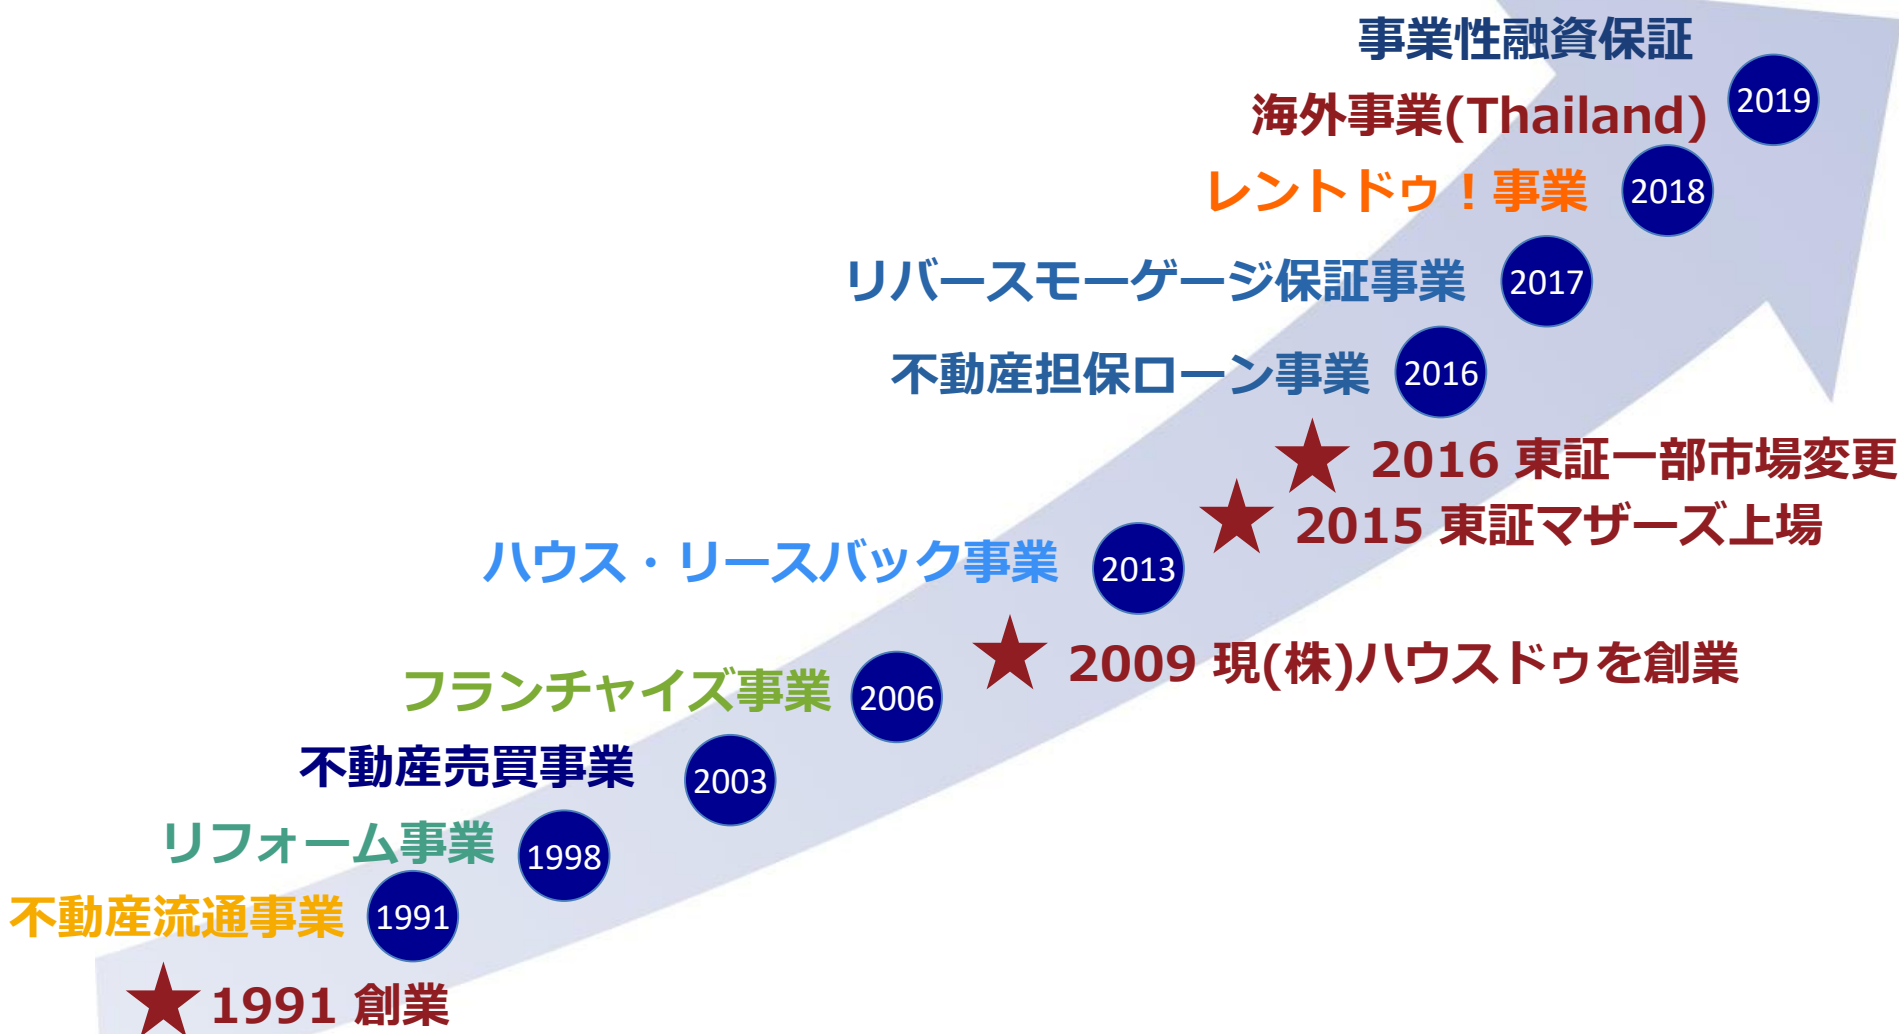 事業性融資保証
海外事業(Thailand)
2019
レントドゥ！事業
2018
リバースモーゲージ保証事業
2017
不動産担保ローン事業
2016
2016 東証一部市場変更
2015 東証マザーズ上場
ハウス・リースバック事業
2013
2009 現(株)ハウスドゥを創業
フランチャイズ事業
2006
不動産売買事業
2003
リフォーム事業
1998
不動産流通事業
1991
1991 創業